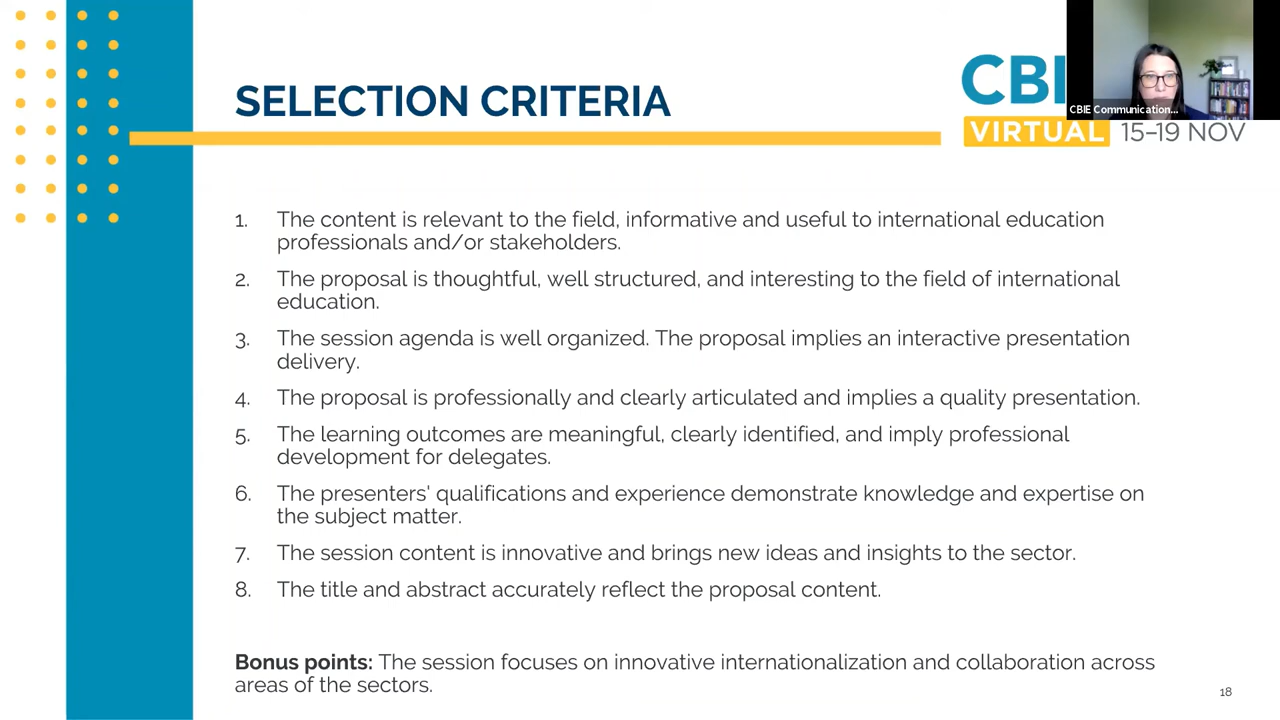 SELECTION CRITERIA
CBI
CBIE Communication...
VIRTUAL 15-19 NOV
1. The content is relevant to the field, informative and useful to international education
professionals and/or stakeholders.
2. The proposal is thoughtful, well structured, and interesting to the field of international
education.
3. The session agenda is well organized. The proposal implies an interactive presentation
delivery.
4. The proposal is professionally and clearly articulated and implies a quality presentation.
5. The learning outcomes are meaningful, clearly identified, and imply professional
development for delegates.
6. The presenters' qualifications and experience demonstrate knowledge and expertise on
the subject matter.
7. The session content is innovative and brings new ideas and insights to the sector.
8. The title and abstract accurately reflect the proposal content.
Bonus points: The session focuses on innovative internationalization and collaboration across
areas of the sectors.
18